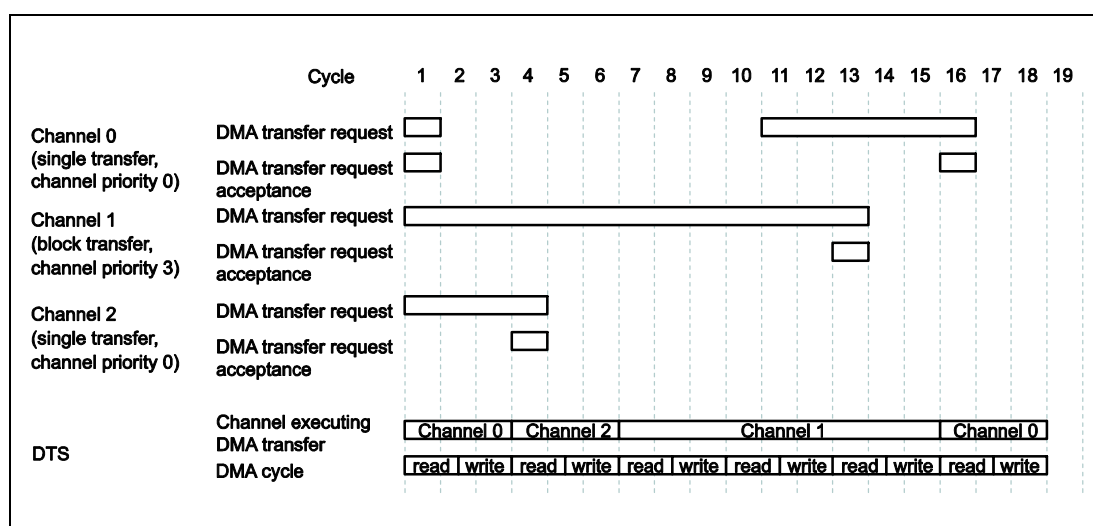 Cycle 1 2 3 4 5 6 7 8 9 10 11 12 13 14 15 16 17 18 19
Channel 0
(single transfer,
channel priority 0)
DMA transfer request
DMA transfer request
acceptance
Channel 1
(block transfer,
channel priority 3)
DMA transfer request
DMA transfer request
acceptance
Channel 2
(single transfer,
channel priority 0)
DMA transfer request
DMA transfer request
acceptance
DTS
Channel executing
DMA transfer
Channel 0 Channel 2 Channel 1 Channel 0
DMA cycle
read write read write read write read write read write read write